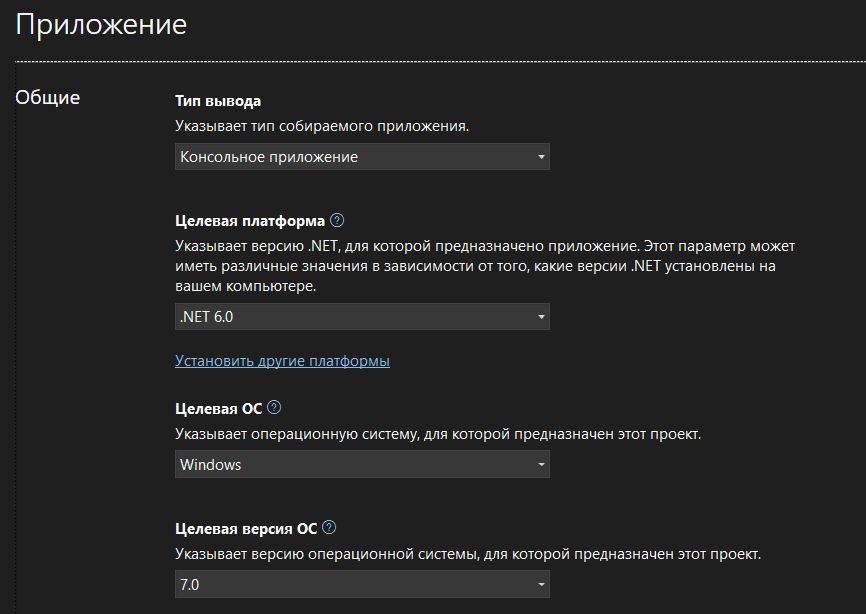 Приложение
Общие
Тип вывода
Указывает тип собираемого приложения.
Консольное приложение
Целевая платформа
Указывает версию .NET, для которой предназначено приложение. Этот параметр может
иметь различные значения в зависимости от того, какие версии .NET установлены на
вашем компьютере.
.NET 6.0
Установить другие платформы
Целевая ОС
Указывает операционную систему, для которой предназначен этот проект.
Windows
Целевая версия ОС
Указывает версию операционной системы, для которой предназначен этот проект.
7.0